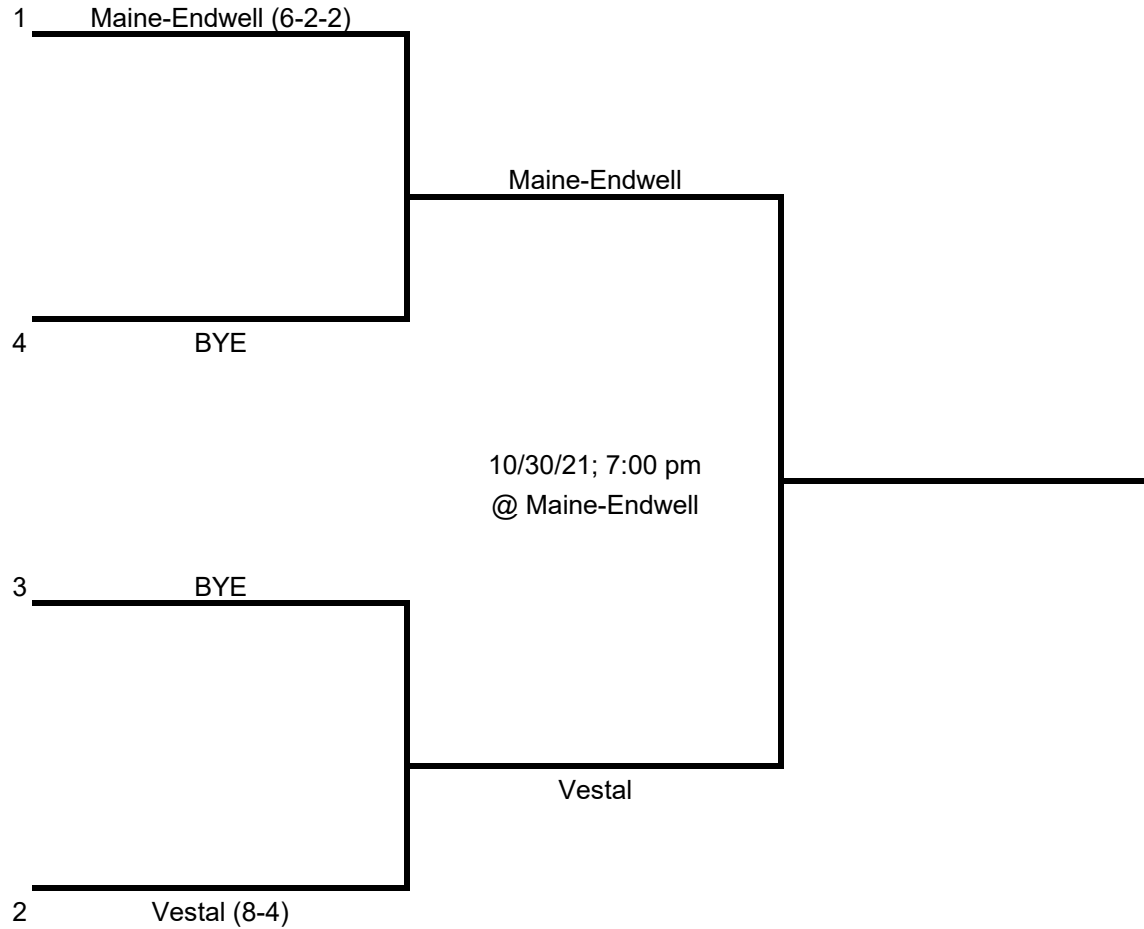 1 Maine-Endwell (6-2-2)
Maine-Endwell
4 BYE
10/30/21; 7:00 pm
@ Maine-Endwell
3 BYE
Vestal
2 Vestal (8-4)